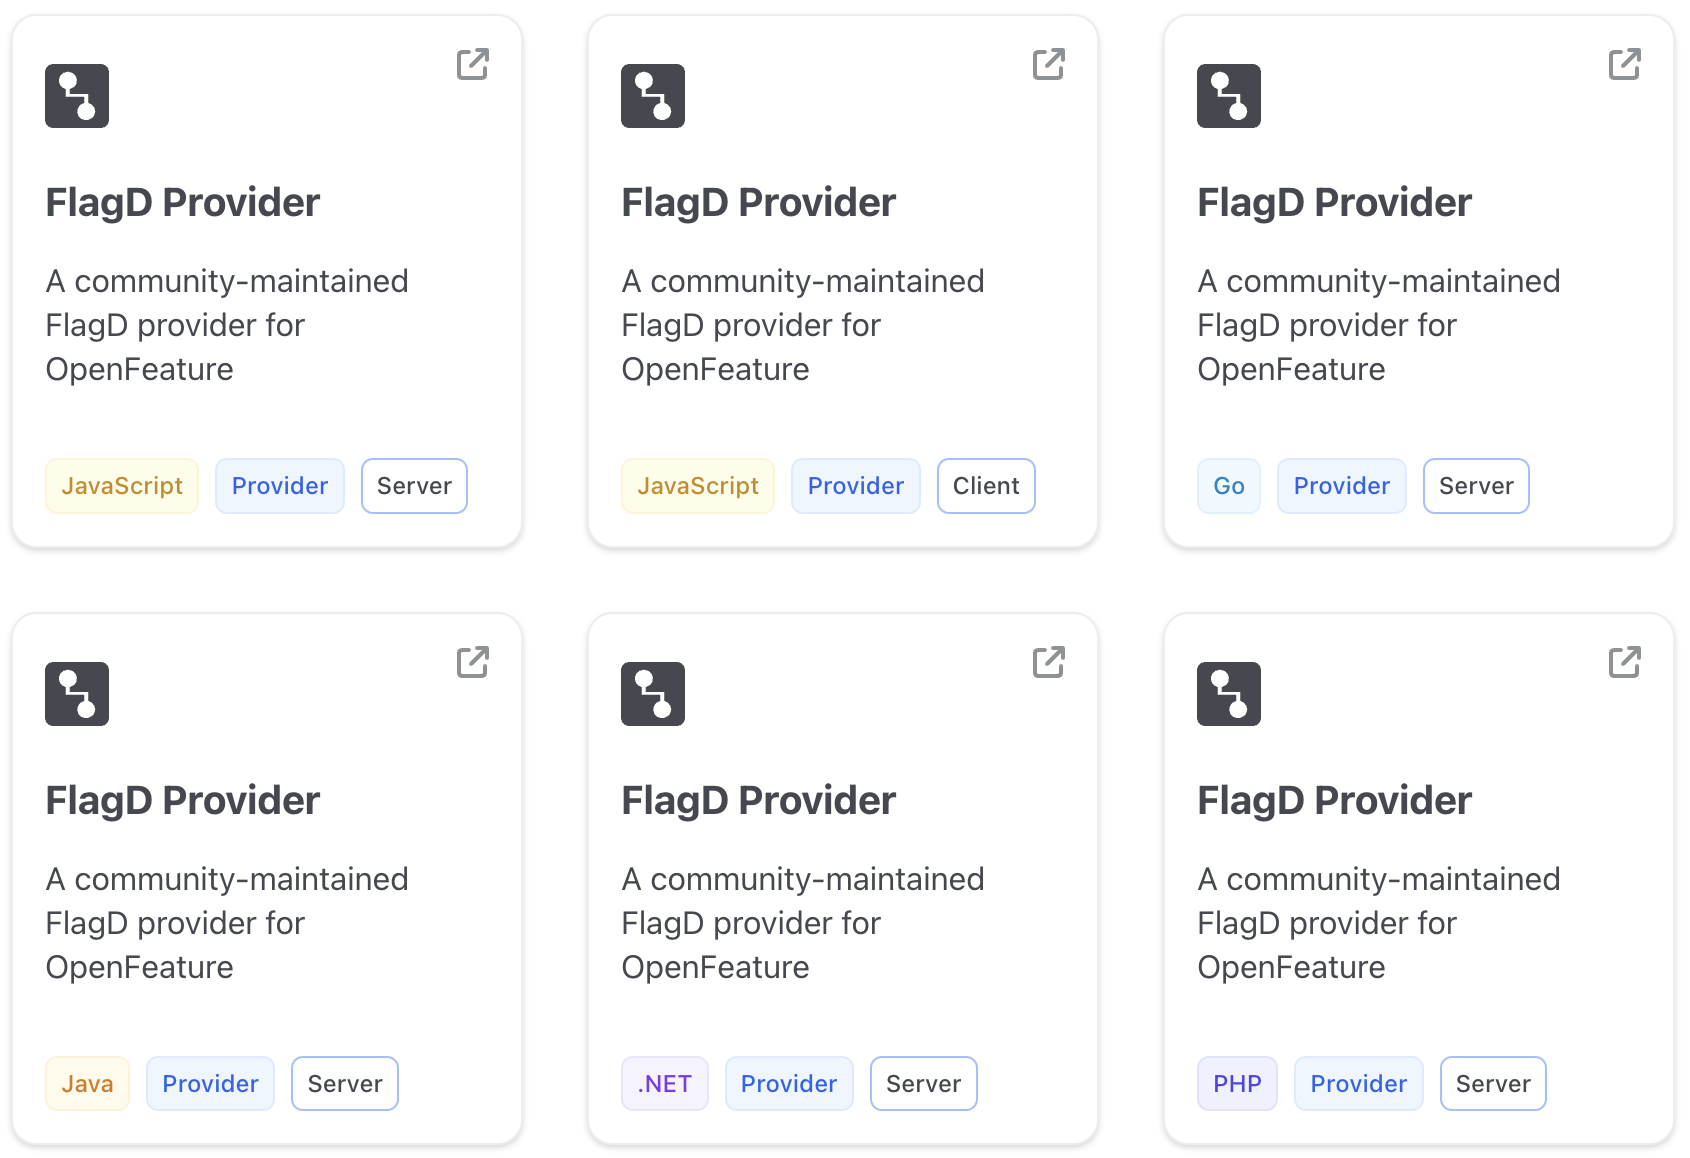 FlagD Provider
A community-maintained
FlagD provider for
OpenFeature
JavaScript Provider Server
FlagD Provider
A community-maintained
FlagD provider for
OpenFeature
JavaScript Provider Client
FlagD Provider
A community-maintained
FlagD provider for
OpenFeature
Go Provider Server
FlagD Provider
A community-maintained
FlagD provider for
OpenFeature
Java Provider Server
FlagD Provider
A community-maintained
FlagD provider for
OpenFeature
.NET Provider Server
FlagD Provider
A community-maintained
FlagD provider for
OpenFeature
PHP Provider Server